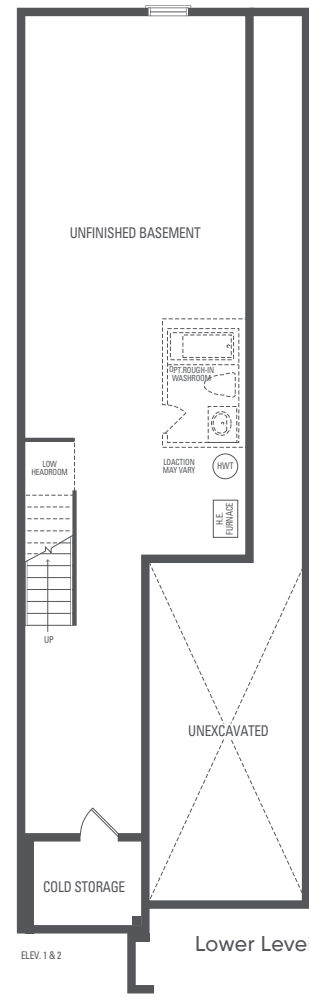 UNFINISHED BASEMENT
OPT.ROUGH-IN
WASHROOM
LOW
HEADROOM
LOACTION
MAY VARY
HWT
H.E.
FURNACE
UP
UNEXCAVATED
COLD STORAGE
ELEV. 1 & 2
Lower Level